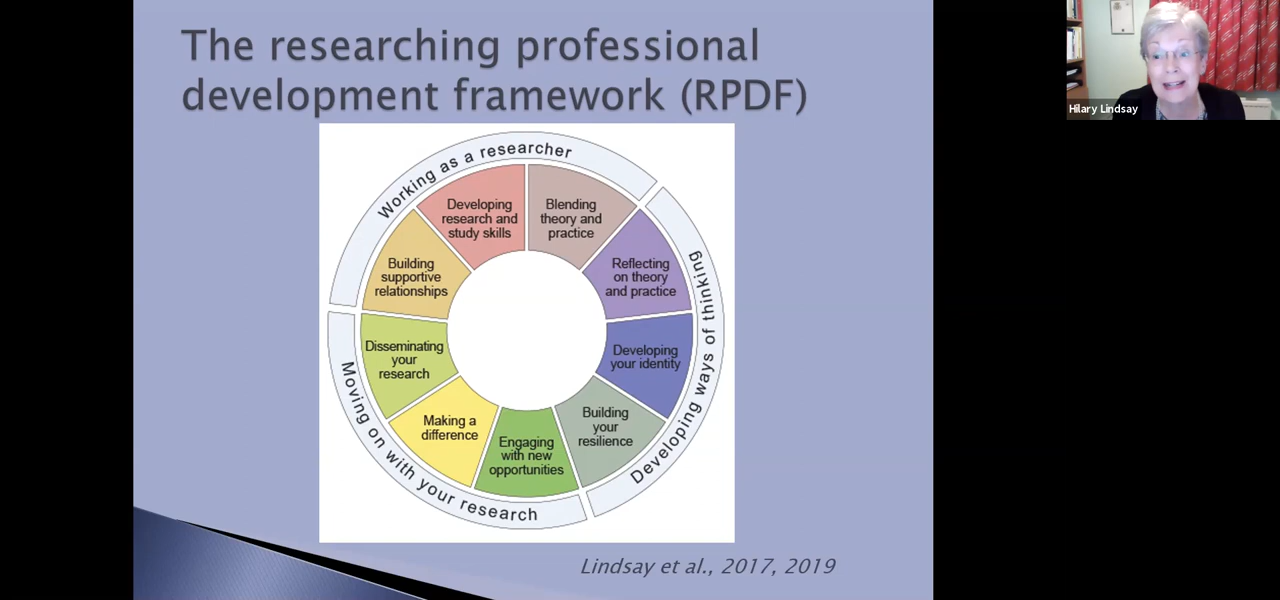 The researching professional
development framework (RPDF)
Hilary Lindsay
Working as a researcher
Developing
research and
study skills
Blending
theory and
practice
Building
supportive
relationships
Reflecting
on theory
and practice
Developing ways of thinking
Disseminating
your
research
Developing
your identity
Making a
difference
Building
your
resilience
Engaging
with new
opportunities
Moving on with your research
Lindsay et al., 2017, 2019